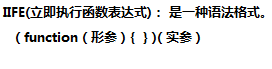 IIFE(立即执行函数表达式)： 是一种语法格式。
( function（形参）{  } )( 实参 )